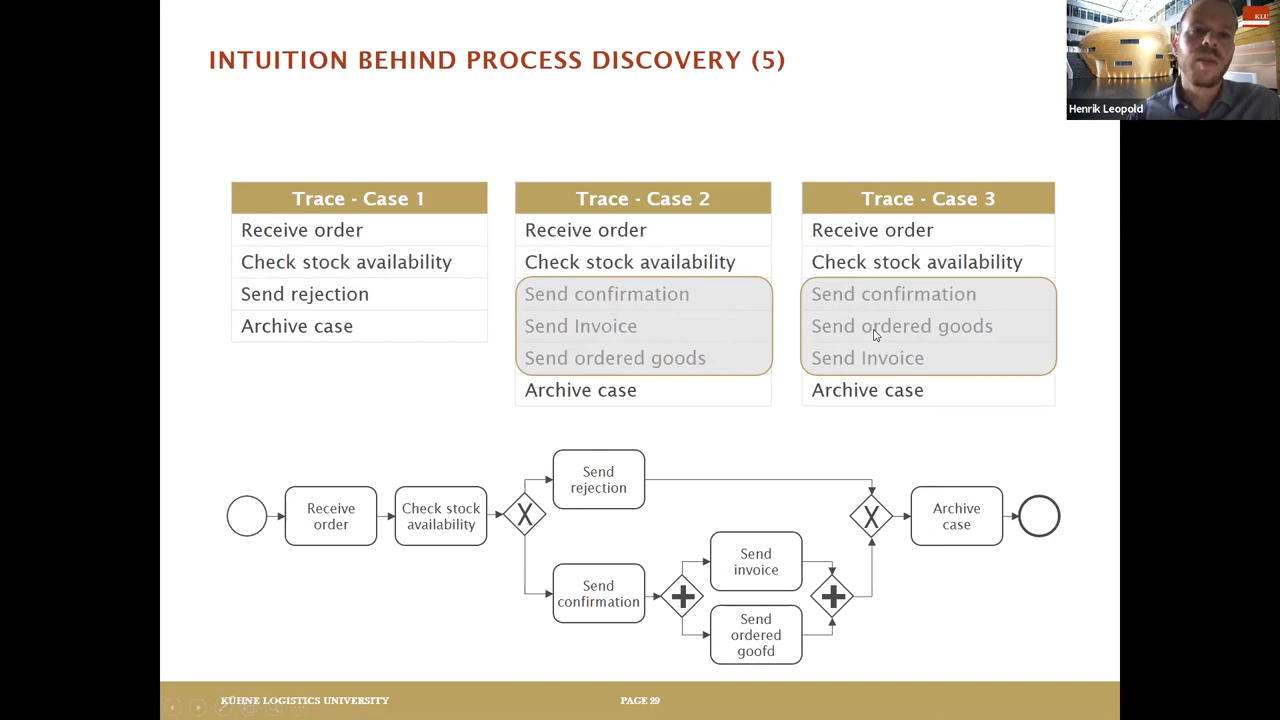 INTUITION BEHIND PROCESS DISCOVERY (5)
KLU
Henrik Leopold
Trace - Case 1
Receive order
Check stock availability
Send rejection
Archive case
Trace - Case 2
Receive order
Check stock availability
Send confirmation
Send Invoice
Send ordered goods
Archive case
Trace - Case 3
Receive order
Check stock availability
Send confirmation
Send ordered goods
Send Invoice
Archive case
Receive
order
Check stock
availability
X
Send
rejection
Send
confirmation
Send
invoice
Send
ordered
goofd
X
Archive
case
KÜHNE LOGISTICS UNIVERSITY
PAGE 29